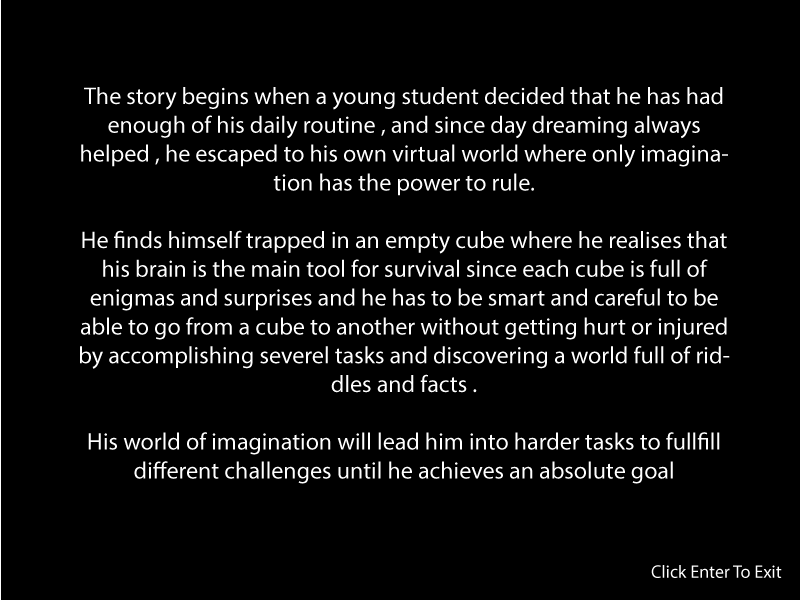 The story begins when a young student decided that he has had
enough of his daily routine , and since day dreaming always
helped , he escaped to his own virtual world where only imagina-
tion has the power to rule.
He finds himself trapped in an empty cube where he realises that
his brain is the main tool for survival since each cube is full of
enigmas and surprises and he has to be smart and careful to be
able to go from a cube to another without getting hurt or injured
by accomplishing severel tasks and discovering a world full of rid-
dles and facts .
His world of imagination will lead him into harder tasks to fullfill
different challenges until he achieves an absolute goal
Click Enter To Exit